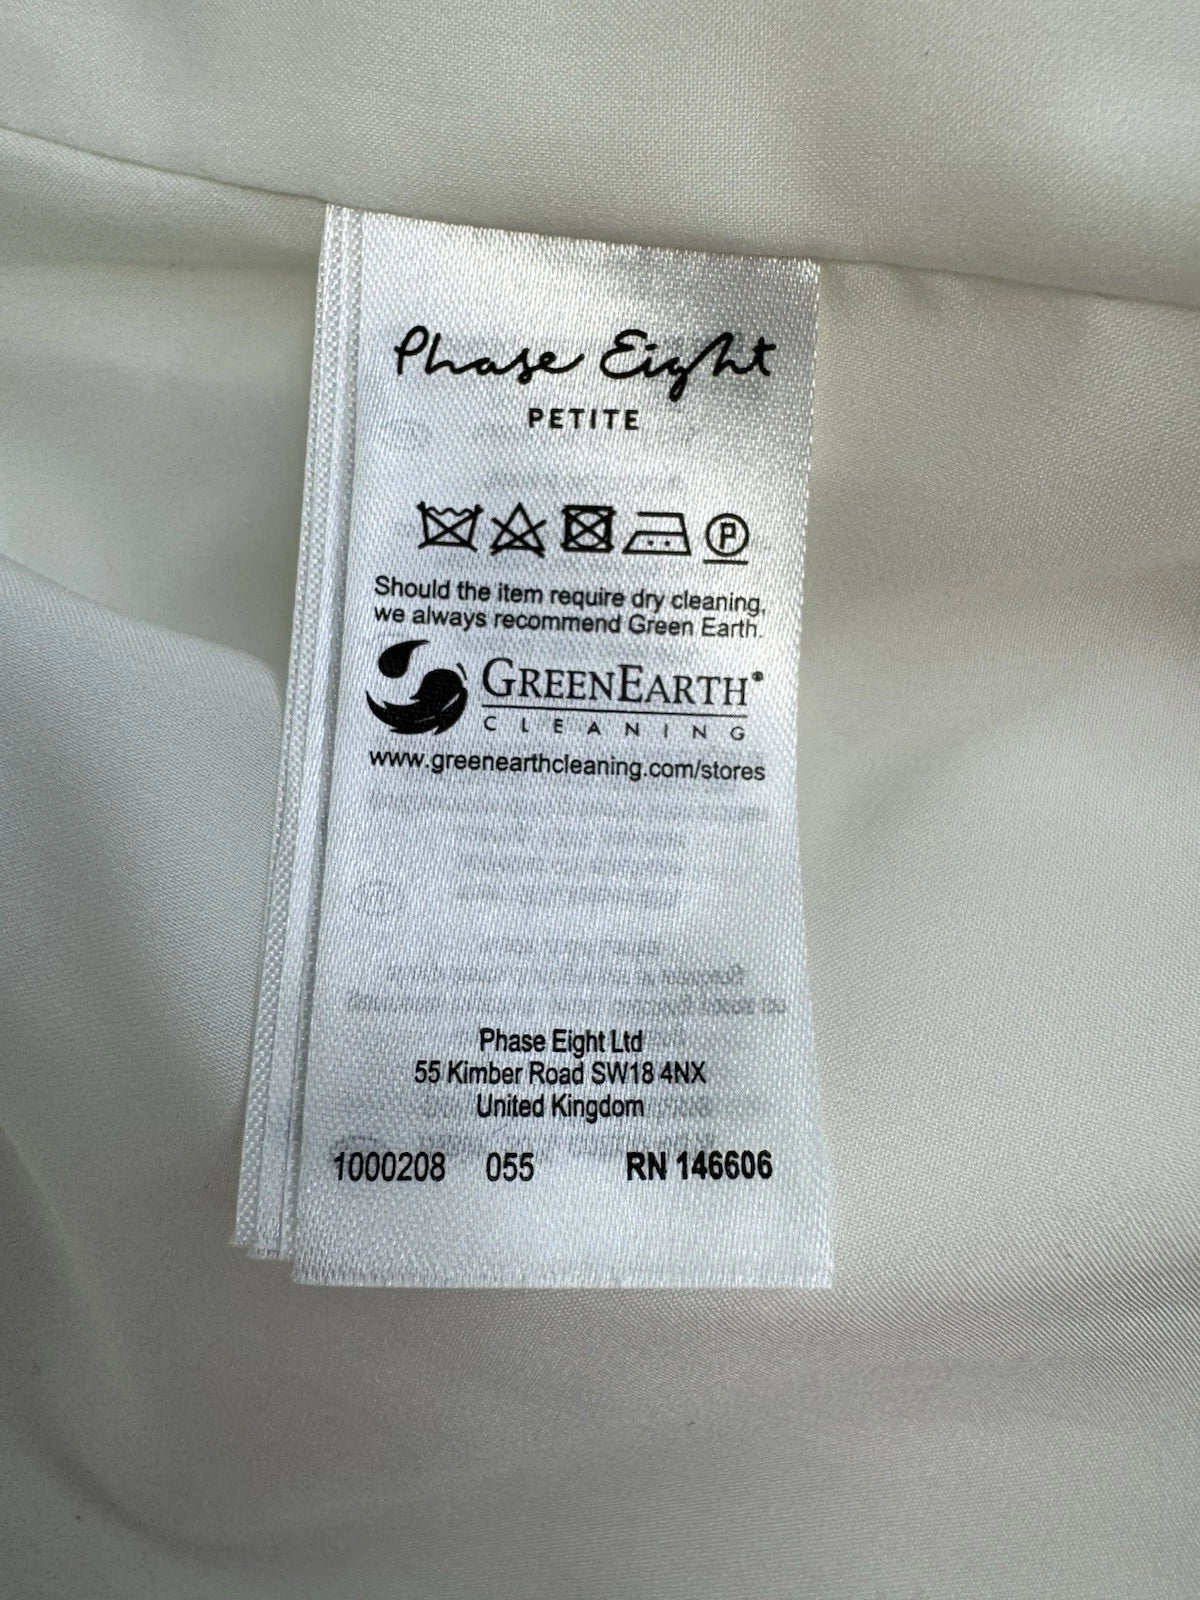 Phase Eight
PETITE
P
Should the item require dry cleaning,
we always recommend Green Earth.
GREENEARTH®
CLEANING
www.greenearthcleaning.com/stores
Phase Eight Ltd
55 Kimber Road SW18 4NX
United Kingdom
1000208 055 RN 146606